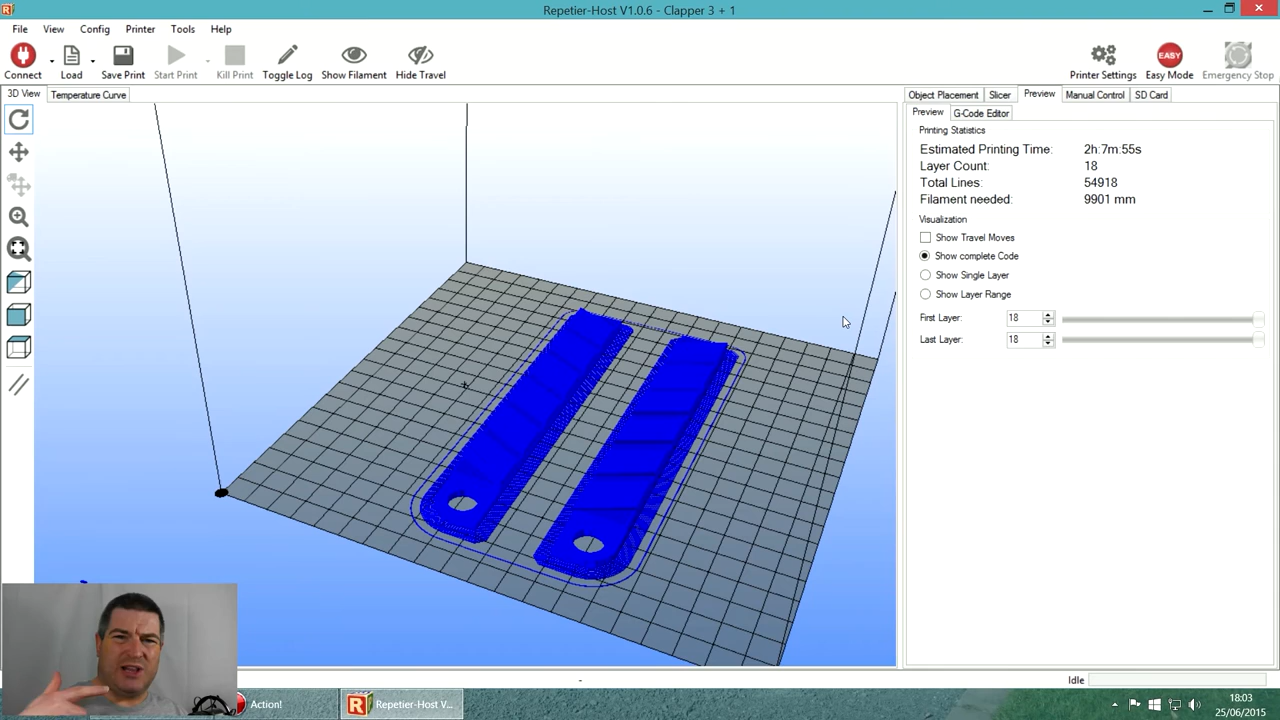 Repetier-Host V1.0.6 - Clapper 3 + 1
File View Config Printer Tools Help
Connect Load Save Print Start Print Kill Print Toggle Log Show Filament Hide Travel Printer Settings EASY Easy Mode Emergency Stop
3D View Temperature Curve
Object Placement Slicer Preview Manual Control SD Card
Preview G-Code Editor
Printing Statistics
Estimated Printing Time: 2h:7m:55s
Layer Count: 18
Total Lines: 54918
Filament needed: 9901 mm
Visualization
Show Travel Moves
Show complete Code
Show Single Layer
Show Layer Range
First Layer: 18
Last Layer: 18
- Idle
Action! Repetier-Host V...
18:03
25/06/2015